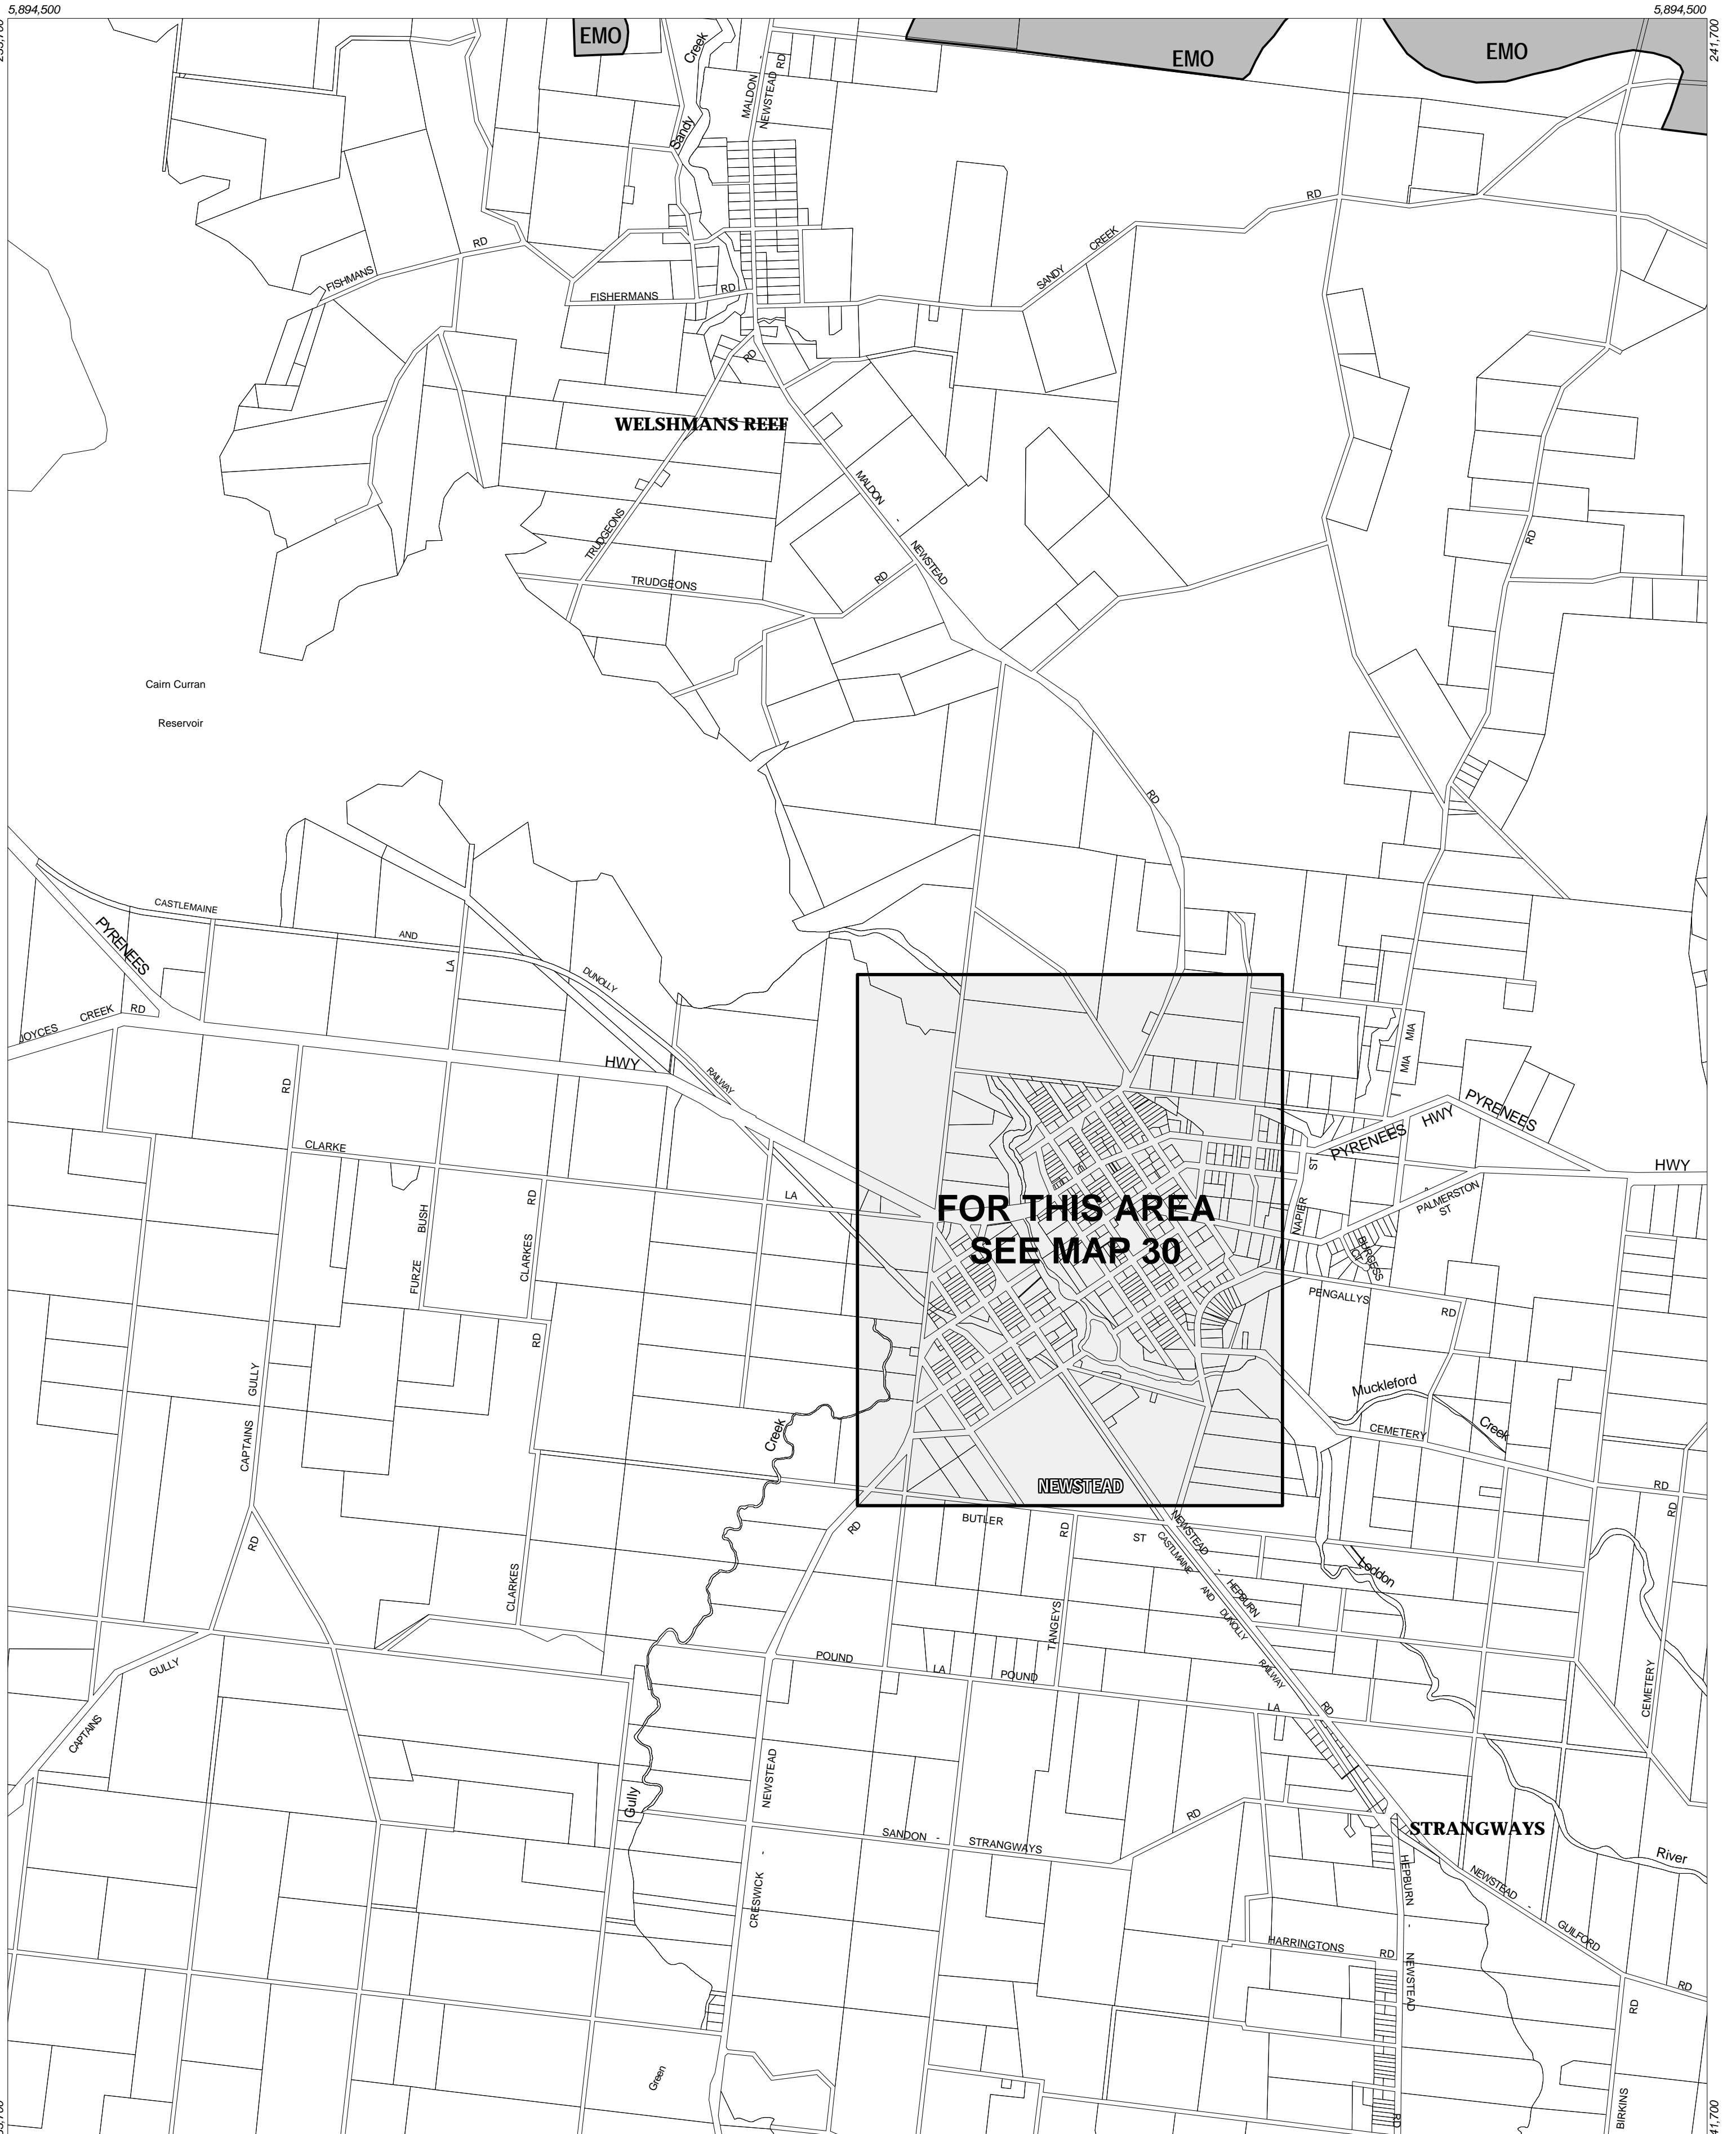 5,894,500
5,894,500
241,700
EMO
EMO
EMO
Sandy
Creek
MALDON -
NEWSTEAD RD
RD
SANDY
CREEK
FISHMANS
RD
FISHERMANS
RD
RD
WELSHMANS REEF
MALDON
-
NEWSTEAD
TRUDGEONS
RD
TRUDGEONS
RD
Cairn Curran
Reservoir
RD
CASTLEMAINE
AND
DUNOLLY
RAILWAY
PYRENEES
LA
JOYCES
CREEK
RD
HWY
MIA
MIA
RD
PYRENEES
HWY
PYRENEES
HWY
CLARKE
LA
BUSH
FURZE
RD
CLARKES
RD
FOR THIS AREA
SEE MAP 30
ST
NAPIER
PALMERSTON
ST
BURGESS
CT
PENGALLYS
RD
GULLY
CAPTAINS
RD
Muckleford
Creek
CEMETERY
RD
RD
Creek
NEWSTEAD
RD
BUTLER
RD
ST
NEWSTEAD
-
HEPBURN
CASTLMAINE
AND
DUNOLLY
RAILWAY
RD
Loddon
CLARKES
TANGEYS
POUND
LA
POUND
LA
CEMETERY
GULLY
CAPTAINS
NEWSTEAD
-
CRESWICK
Gully
SANDON -
STRANGWAYS
RD
STRANGWAYS
River
NEWSTEAD
-
GUILFORD
RD
HEPBURN
-
NEWSTEAD
RD
HARRINGTONS
RD
RD
BIRKINS
Green